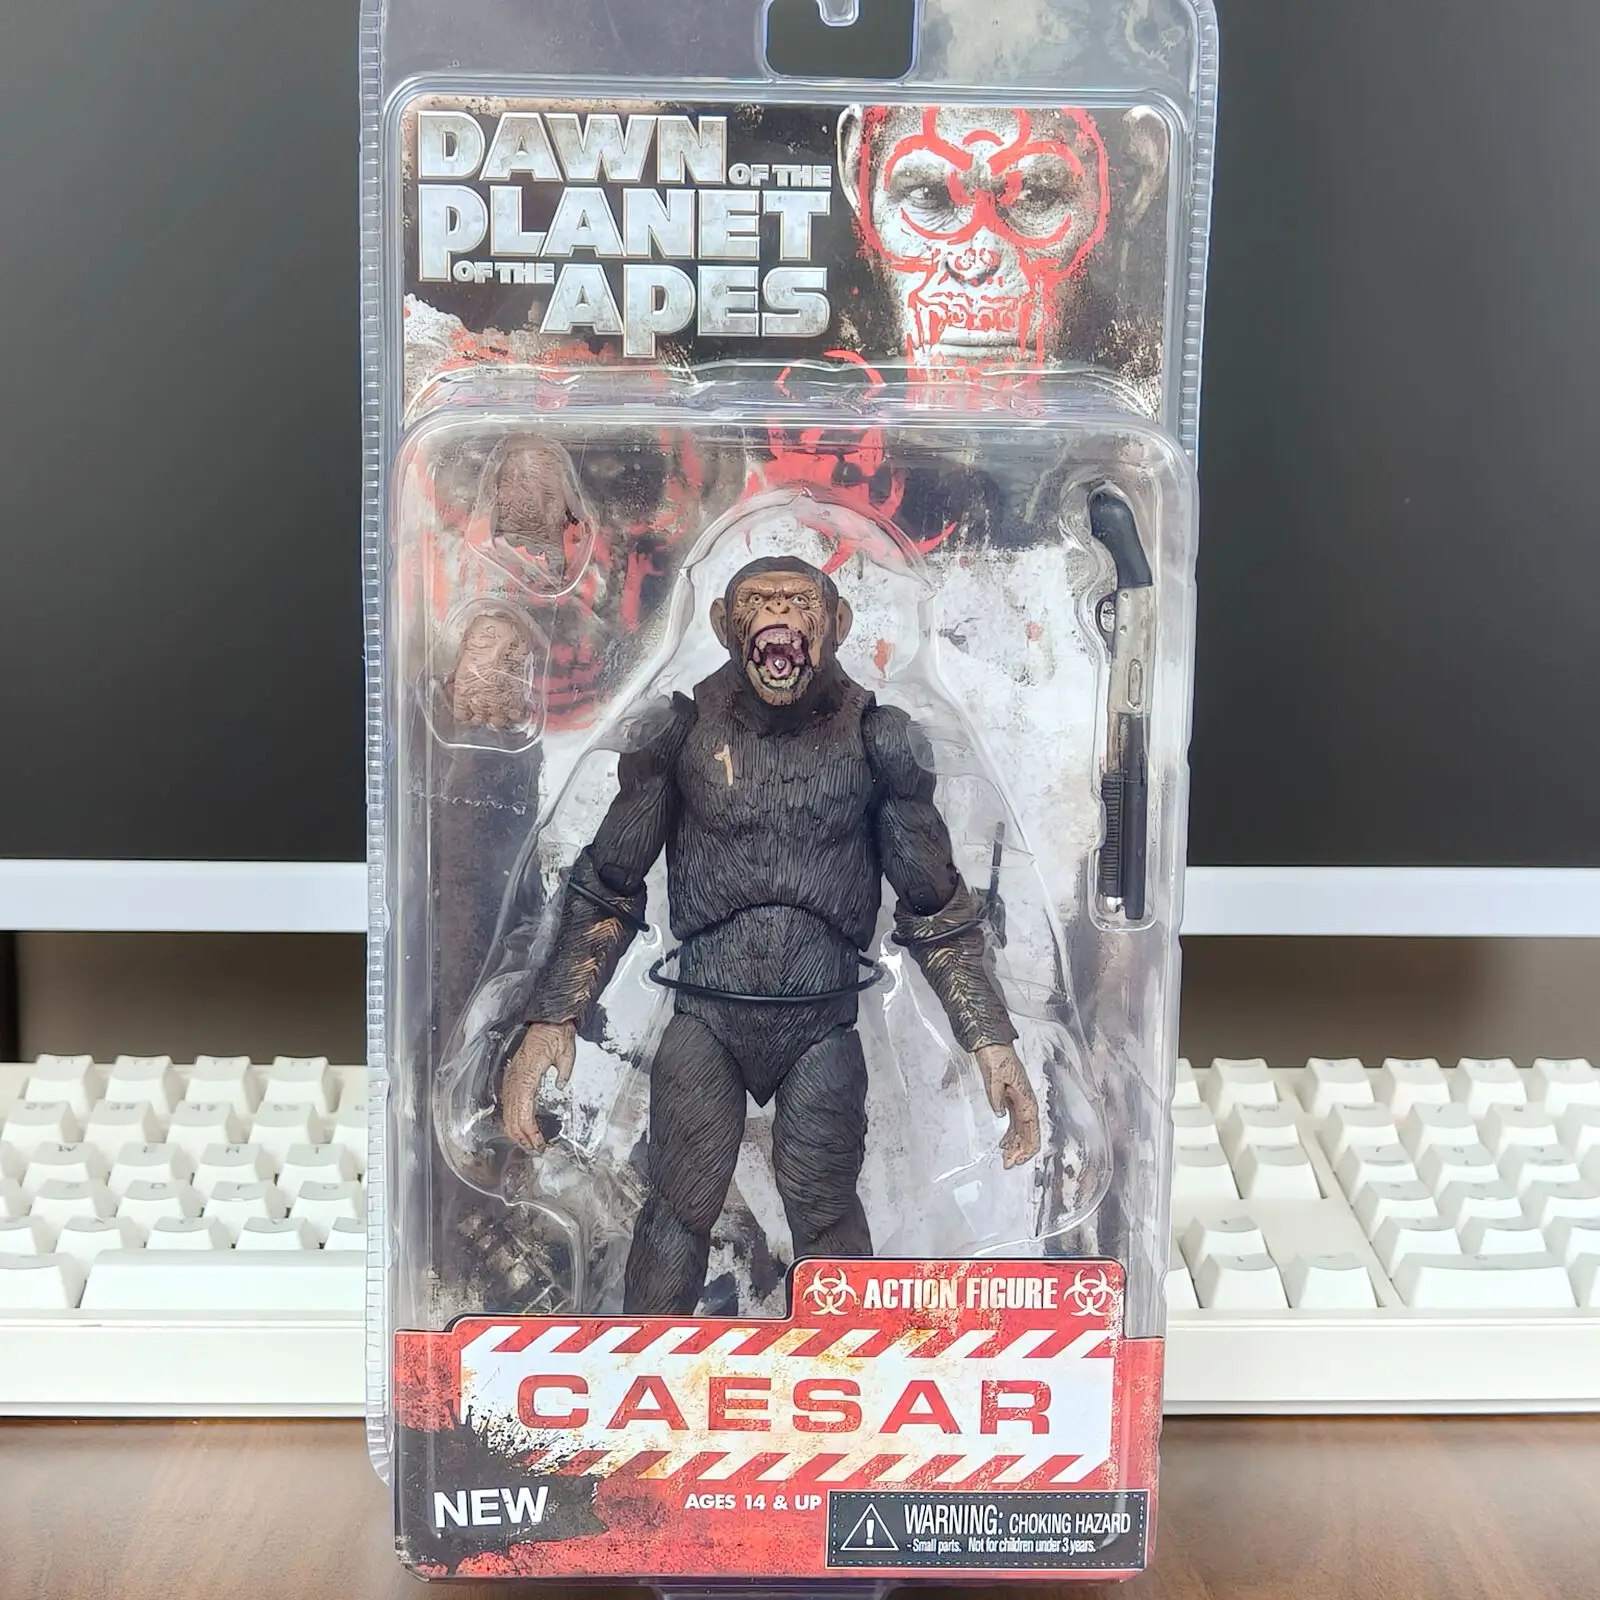 DAWN OF THE
PLANET
OF THE APES
ACTION FIGURE
CAESAR
NEW
AGES 14 & UP
WARNING: CHOKING HAZARD
- Small parts. Not for children under 3 years.